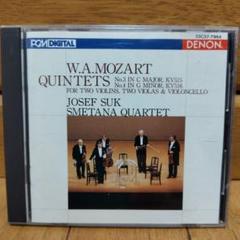 PCM DIGITAL
33C37-7964
DENON
W.A.MOZART
QUINTETS No.3 IN C MAJOR, KV515
No.4 IN G MINOR, KV516
FOR TWO VIOLINS, TWO VIOLAS & VIOLONCELLO
JOSEF SUK
SMETANA QUARTET